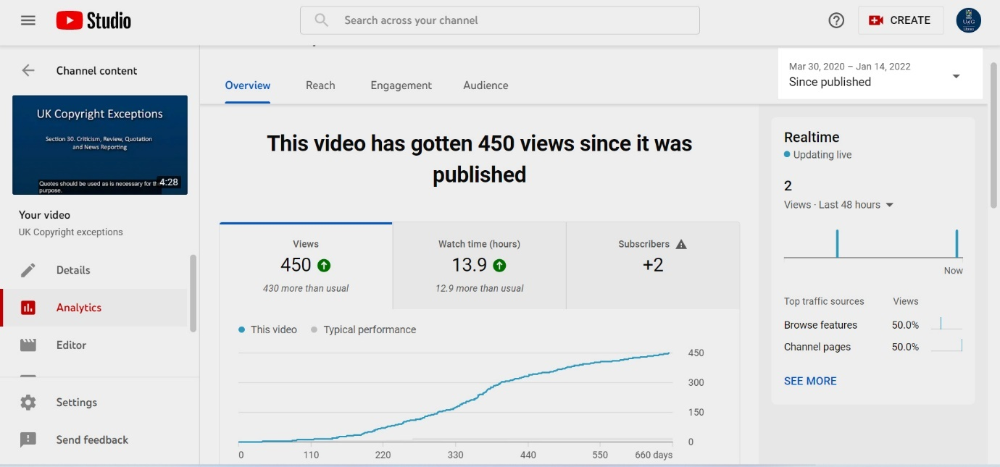 Studio
Search across your channel
CREATE
UofG
Library
Channel content
UK Copyright Exceptions
Section 30. Criticism, Review, Quotation
and News Reporting
Quotes should be used as is necessary for th
purpose.
4:28
Your video
UK Copyright exceptions
Details
Analytics
Editor
Settings
Send feedback
Overview Reach Engagement Audience
Mar 30, 2020 – Jan 14, 2022
Since published
This video has gotten 450 views since it was
published
Views
450
430 more than usual
Watch time (hours)
13.9
12.9 more than usual
Subscribers
+2
This video Typical performance
450
300
150
0
0 110 220 330 440 550 660 days
Realtime
Updating live
2
Views · Last 48 hours
Now
Top traffic sources Views
Browse features 50.0%
Channel pages 50.0%
SEE MORE